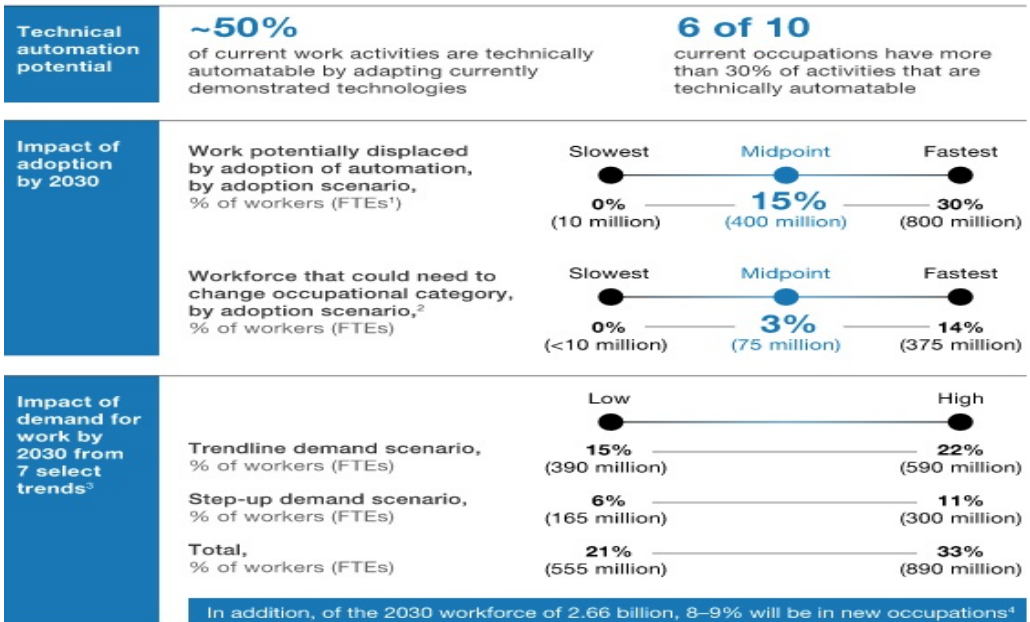 Technical
automation
potential
~50%
of current work activities are technically
automatable by adapting currently
demonstrated technologies
6 of 10
current occupations have more
than 30% of activities that are
technically automatable
Impact of
adoption
by 2030
Work potentially displaced
by adoption of automation,
by adoption scenario,
% of workers (FTEs¹)
Slowest Midpoint Fastest
0% 15% 30%
(10 million) (400 million) (800 million)
Workforce that could need to
change occupational category,
by adoption scenario,²
% of workers (FTEs)
Slowest Midpoint Fastest
0% 3% 14%
(<10 million) (75 million) (375 million)
Impact of
demand for
work by
2030 from
7 select
trends³
Low High
Trendline demand scenario,
% of workers (FTEs)
15% 22%
(390 million) (590 million)
Step-up demand scenario,
% of workers (FTEs)
6% 11%
(165 million) (300 million)
Total,
% of workers (FTEs)
21% 33%
(555 million) (890 million)
In addition, of the 2030 workforce of 2.66 billion, 8–9% will be in new occupations⁴